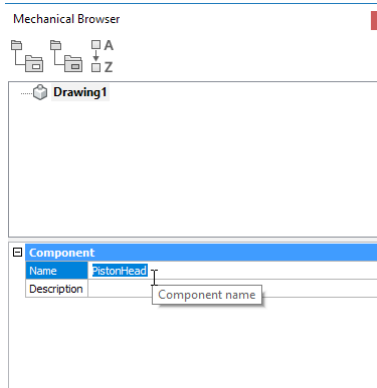 Mechanical Browser
A
Z
Drawing1
Component
Name PistonHead
Description
Component name